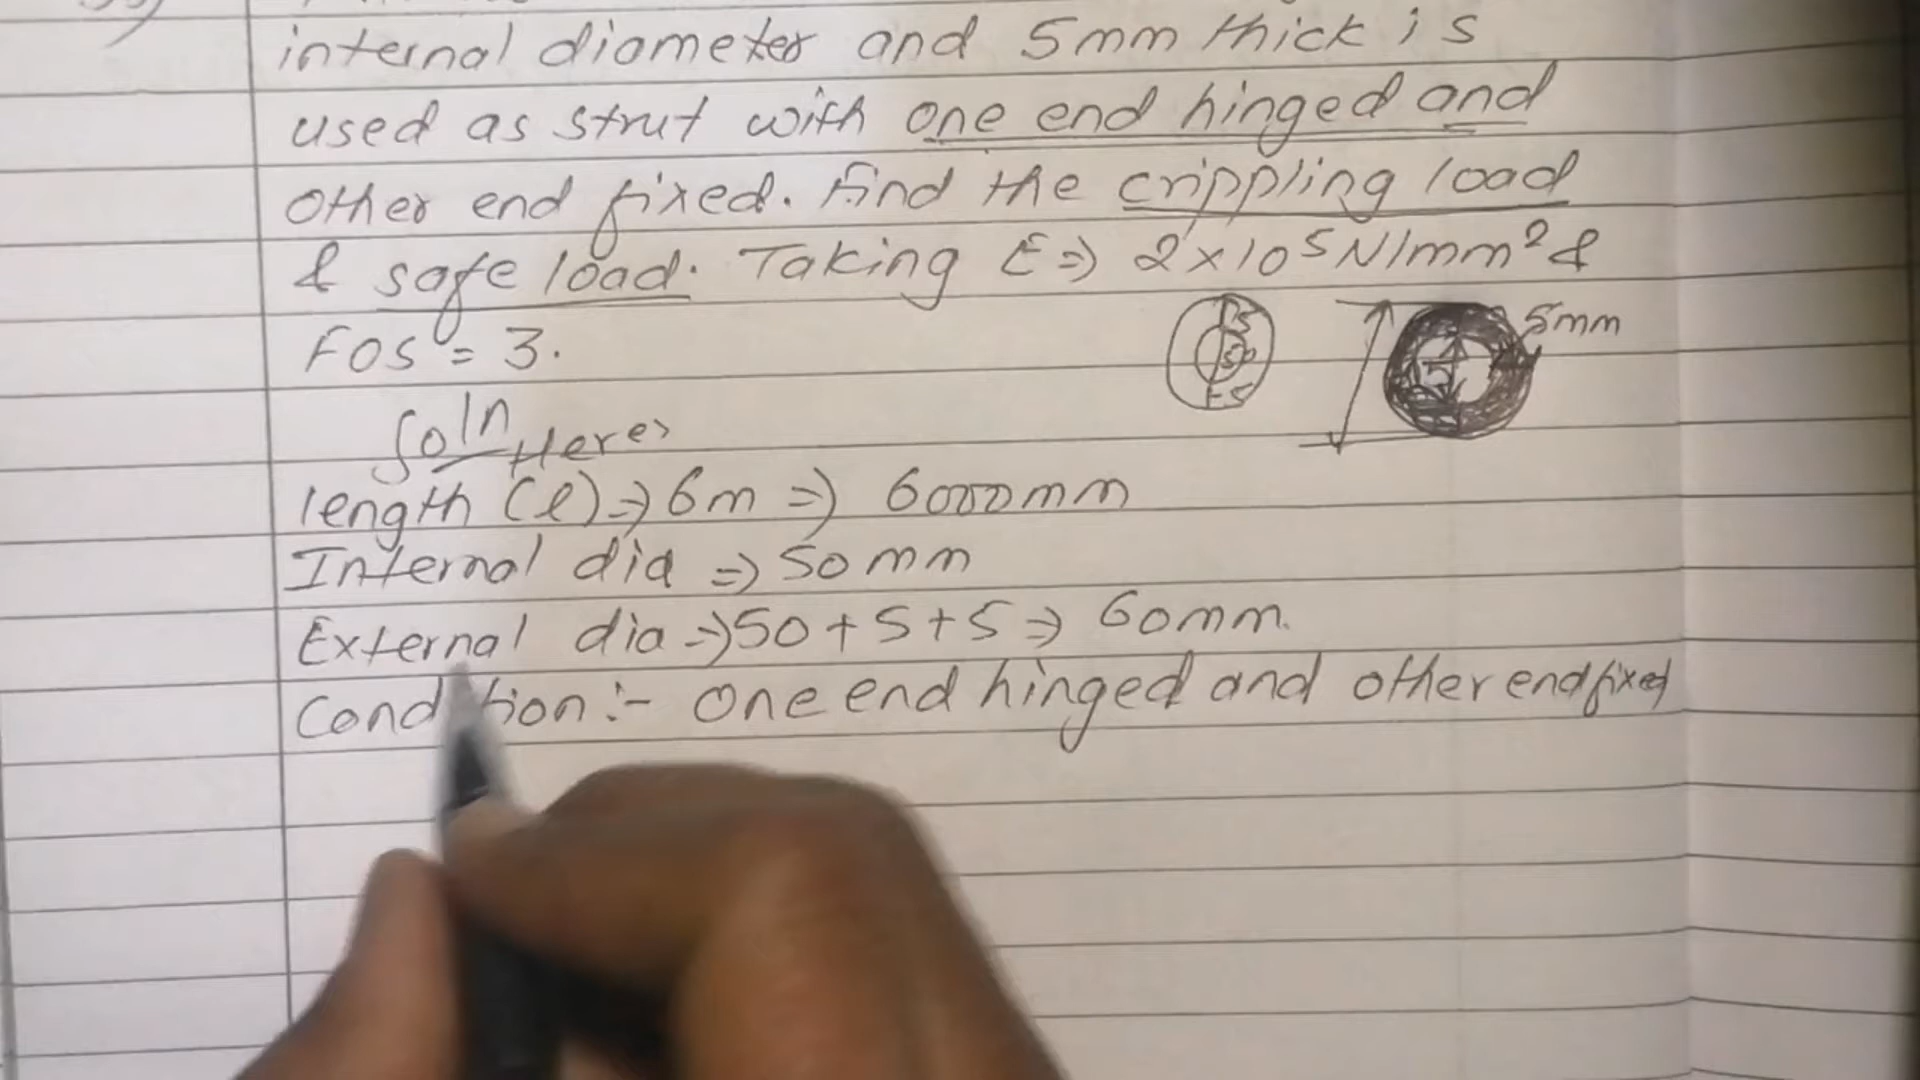 internal diameter and 5mm thick is
used as strut with one end hinged and
other end fixed. Find the crippling load
& safe load. Taking E⇒ 2×10⁵N/mm² &
FOS = 3.
5mm
Soln Here,
length (l)⇒6m ⇒ 6000mm
Internal dia ⇒ 50mm
External dia⇒50+5+5⇒ 60mm.
Condition:- One end hinged and other end fixed